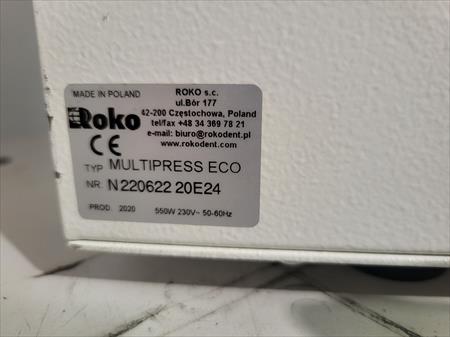 MADE IN POLAND
Roko
CE
ROKO s.c.
ul.Bór 177
42-200 Częstochowa, Poland
tel/fax +48 34 369 78 21
e-mail: biuro@rokodent.pl
www.rokodent.com
TYP MULTIPRESS ECO
NR. N 220622 20E24
PROD. 2020 550W 230V~ 50-60Hz